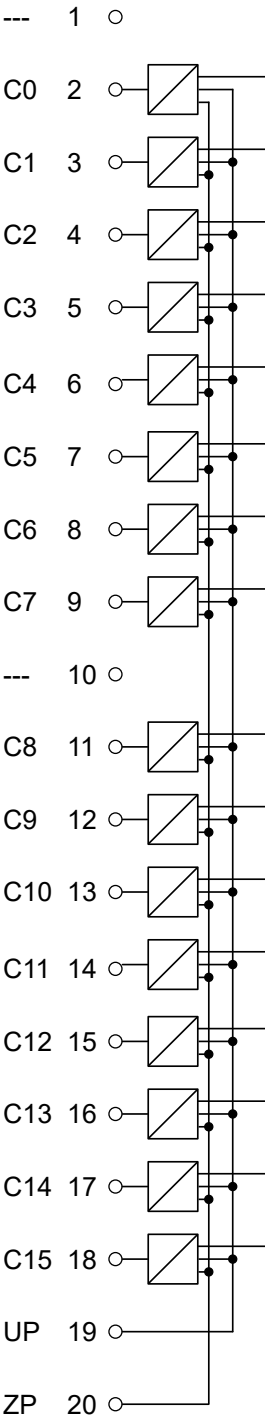 --- 1
C0 2
C1 3
C2 4
C3 5
C4 6
C5 7
C6 8
C7 9
--- 10
C8 11
C9 12
C10 13
C11 14
C12 15
C13 16
C14 17
C15 18
UP 19
ZP 20